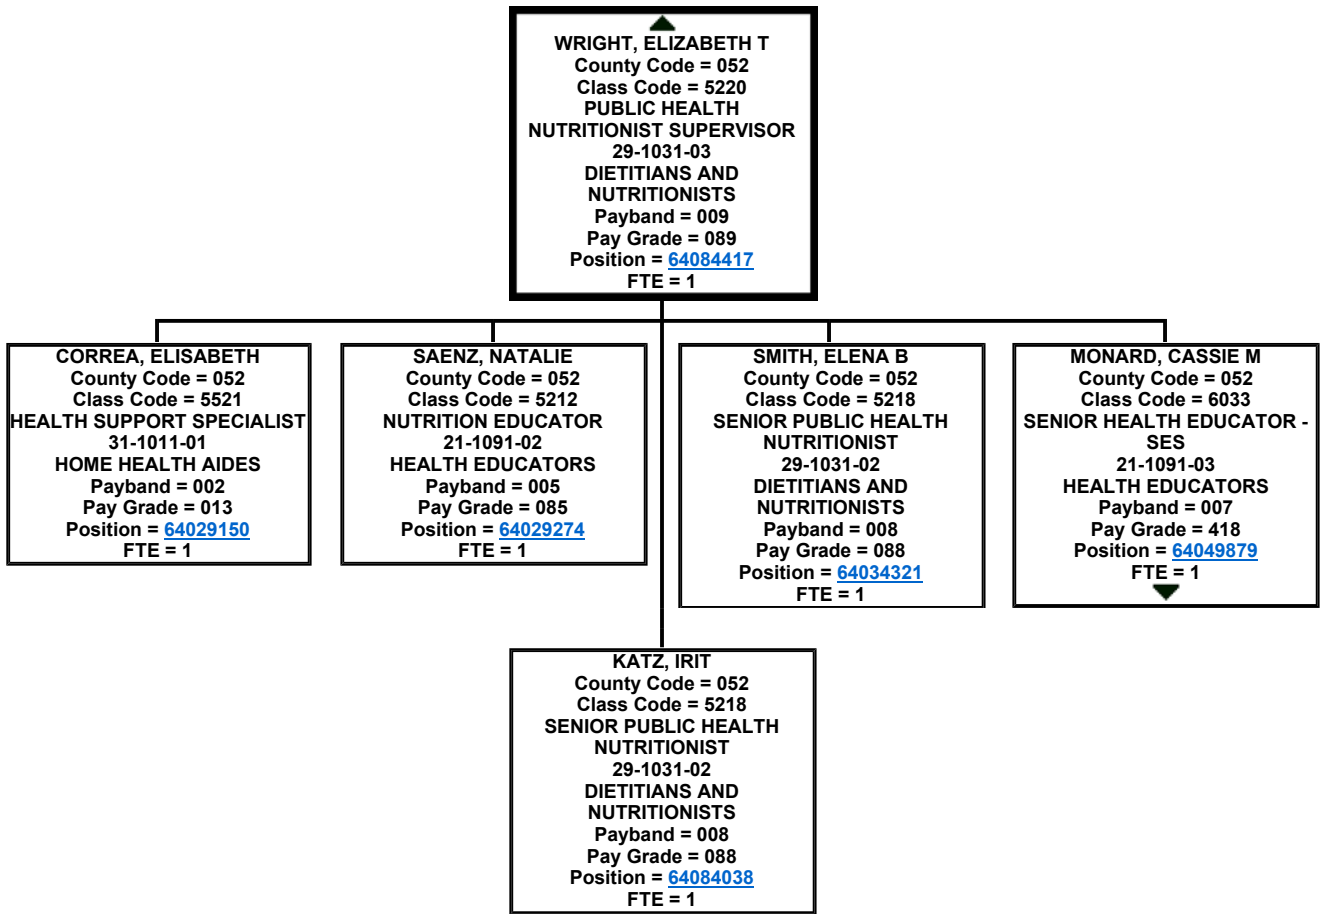 WRIGHT, ELIZABETH T
County Code = 052
Class Code = 5220
PUBLIC HEALTH
NUTRITIONIST SUPERVISOR
29-1031-03
DIETITIANS AND
NUTRITIONISTS
Payband = 009
Pay Grade = 089
Position = 64084417
FTE = 1
CORREA, ELISABETH
County Code = 052
Class Code = 5521
HEALTH SUPPORT SPECIALIST
31-1011-01
HOME HEALTH AIDES
Payband = 002
Pay Grade = 013
Position = 64029150
FTE = 1
SAENZ, NATALIE
County Code = 052
Class Code = 5212
NUTRITION EDUCATOR
21-1091-02
HEALTH EDUCATORS
Payband = 005
Pay Grade = 085
Position = 64029274
FTE = 1
SMITH, ELENA B
County Code = 052
Class Code = 5218
SENIOR PUBLIC HEALTH
NUTRITIONIST
29-1031-02
DIETITIANS AND
NUTRITIONISTS
Payband = 008
Pay Grade = 088
Position = 64034321
FTE = 1
MONARD, CASSIE M
County Code = 052
Class Code = 6033
SENIOR HEALTH EDUCATOR -
SES
21-1091-03
HEALTH EDUCATORS
Payband = 007
Pay Grade = 418
Position = 64049879
FTE = 1
KATZ, IRIT
County Code = 052
Class Code = 5218
SENIOR PUBLIC HEALTH
NUTRITIONIST
29-1031-02
DIETITIANS AND
NUTRITIONISTS
Payband = 008
Pay Grade = 088
Position = 64084038
FTE = 1